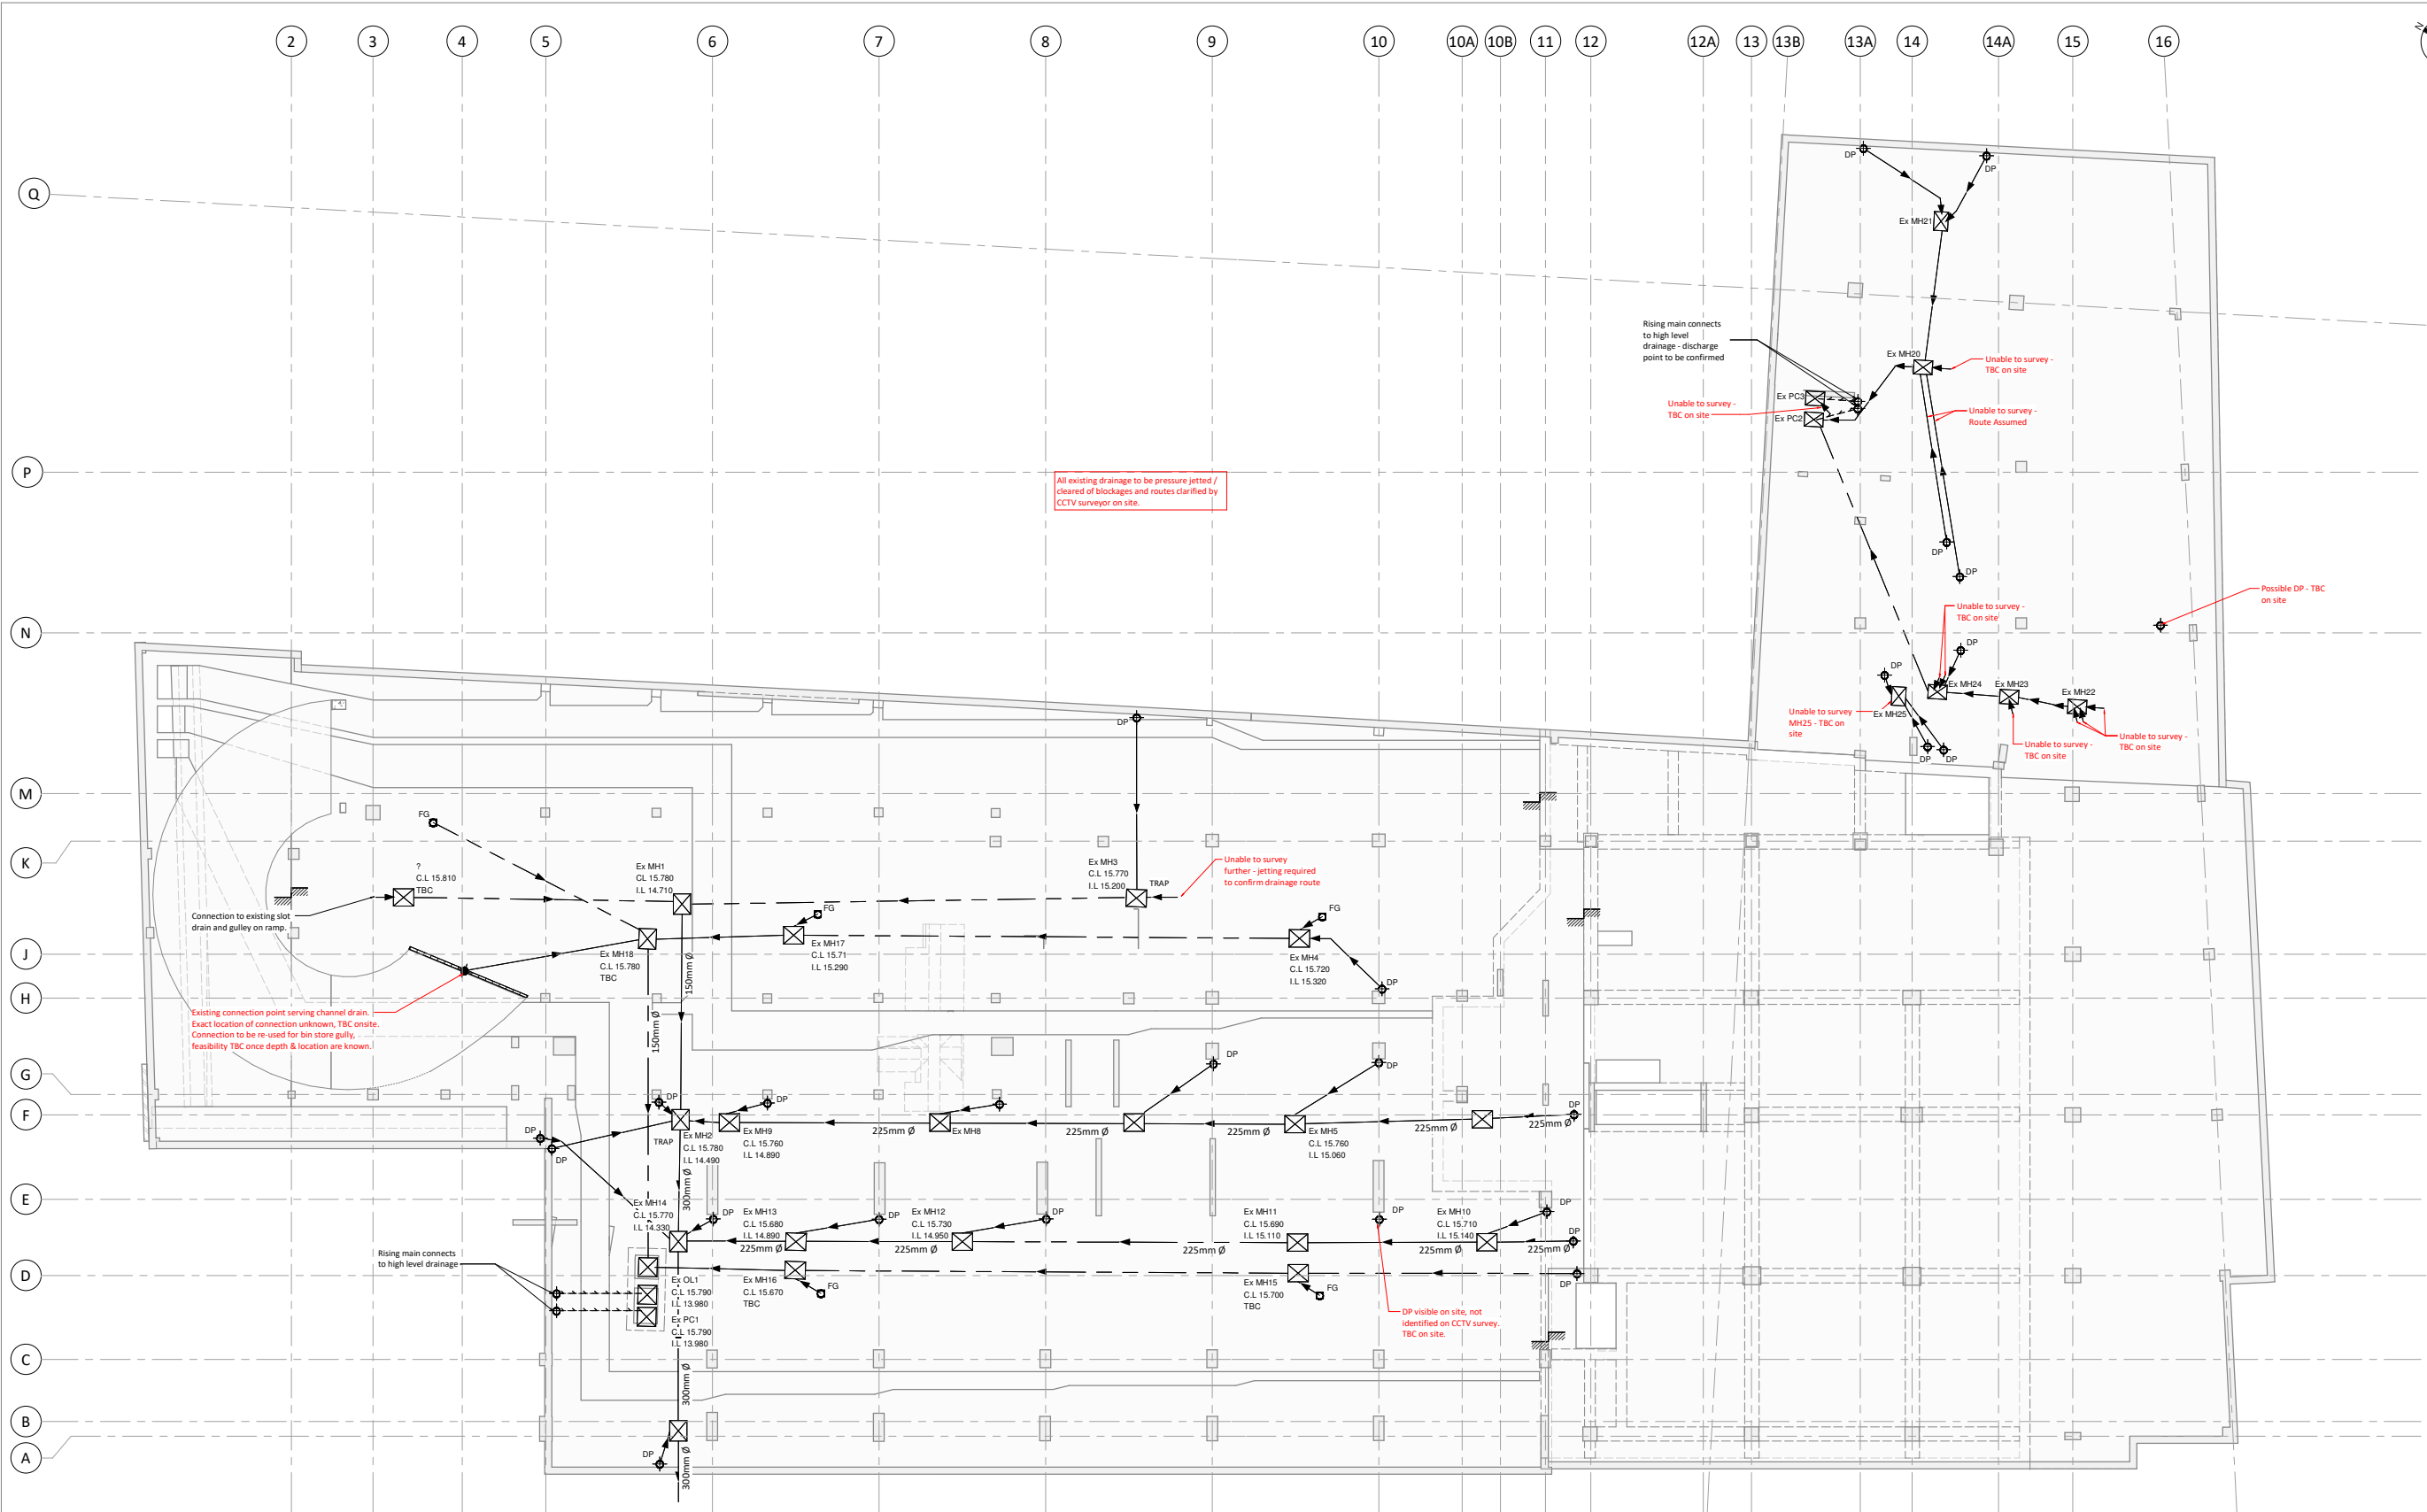 2
3
4
5
6
7
8
9
10
10A
10B
11
12
12A
13
13B
13A
14
14A
15
16
N
Q
P
N
M
K
J
H
G
F
E
D
C
B
A
DP
DP
Ex MH21
Rising main connects
to high level
drainage - discharge
point to be confirmed
Ex MH20
Unable to survey -
TBC on site
Ex PC3
Unable to survey -
TBC on site
Ex PC2
Unable to survey -
Route Assumed
All existing drainage to be pressure jetted /
cleared of blockages and routes clarified by
CCTV surveyor on site.
DP
DP
Possible DP - TBC
on site
Unable to survey -
TBC on site
DP
DP
Ex MH24
Ex MH23
Ex MH22
Ex MH25
Unable to survey
MH25 - TBC on
site
DP
DP
Unable to survey -
TBC on site
Unable to survey -
TBC on site
DP
FG
?
C.L 15.810
TBC
Ex MH1
CL 15.780
I.L 14.710
Ex MH3
C.L 15.770
I.L 15.200
TRAP
Unable to survey
further - jetting required
to confirm drainage route
Connection to existing slot
drain and gulley on ramp.
FG
FG
Ex MH18
C.L 15.780
TBC
Ex MH17
C.L 15.71
I.L 15.290
Ex MH4
C.L 15.720
I.L 15.320
DP
150mm Ø
150mm Ø
Existing connection point serving channel drain.
Exact location of connection unknown, TBC onsite.
Connection to be re-used for bin store gully,
feasibility TBC once depth & location are known.
DP
DP
DP
DP
DP
DP
DP
TRAP
Ex MH2
C.L 15.780
I.L 14.490
Ex MH9
C.L 15.760
I.L 14.890
225mm Ø
Ex MH8
225mm Ø
225mm Ø
Ex MH5
C.L 15.760
I.L 15.060
225mm Ø
225mm Ø
300mm Ø
Ex MH14
C.L 15.770
I.L 14.330
DP
Ex MH13
C.L 15.680
I.L 14.890
225mm Ø
DP
Ex MH12
C.L 15.730
I.L 14.950
225mm Ø
DP
225mm Ø
Ex MH11
C.L 15.690
I.L 15.110
DP
Ex MH10
C.L 15.710
I.L 15.140
225mm Ø
DP
DP
225mm Ø
Rising main connects
to high level drainage
Ex OL1
C.L 15.790
I.L 13.980
Ex PC1
C.L 15.790
I.L 13.980
Ex MH16
C.L 15.670
TBC
FG
Ex MH15
C.L 15.700
TBC
FG
DP
DP visible on site, not
identified on CCTV survey.
TBC on site.
300mm Ø
DP
300mm Ø